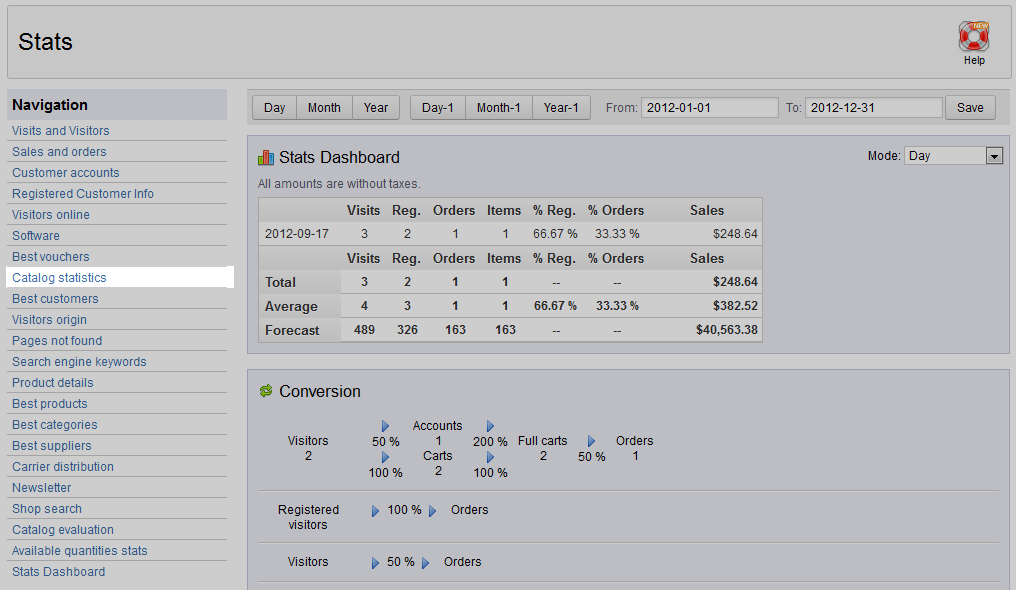 Stats
NEW
Help
Navigation
Visits and Visitors
Sales and orders
Customer accounts
Registered Customer Info
Visitors online
Software
Best vouchers
Catalog statistics
Best customers
Visitors origin
Pages not found
Search engine keywords
Product details
Best products
Best categories
Best suppliers
Carrier distribution
Newsletter
Shop search
Catalog evaluation
Available quantities stats
Stats Dashboard
Day Month Year Day-1 Month-1 Year-1 From: 2012-01-01 To: 2012-12-31 Save
Stats Dashboard Mode: Day
All amounts are without taxes.
Visits Reg. Orders Items % Reg. % Orders Sales
2012-09-17 3 2 1 1 66.67 % 33.33 % $248.64
Visits Reg. Orders Items % Reg. % Orders Sales
Total 3 2 1 1 -- -- $248.64
Average 4 3 1 1 66.67 % 33.33 % $382.52
Forecast 489 326 163 163 -- -- $40,563.38
Conversion
Accounts
Visitors 50 % 1 200 % Full carts Orders
2 Carts 2 50 % 1
100 % 2 100 %
Registered visitors 100 % Orders
Visitors 50 % Orders